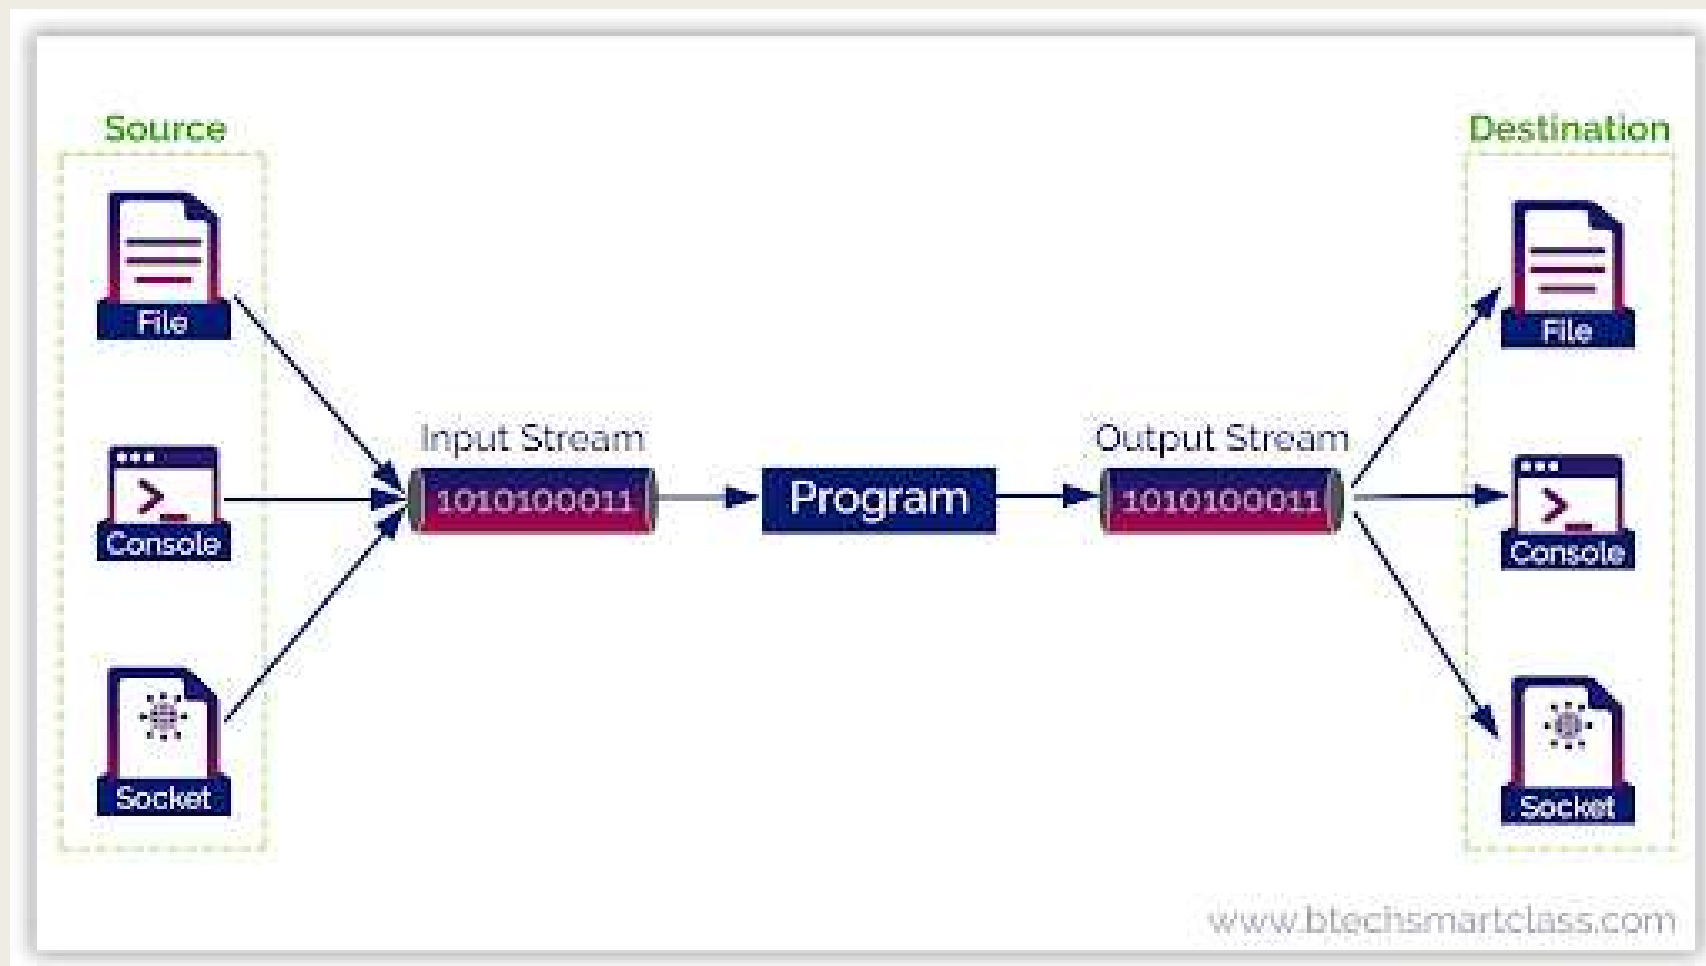 Source
File
Console
Socket
Input Stream
1010100011
Program
Output Stream
1010100011
Destination
File
Console
Socket
www.btechsmartclass.com